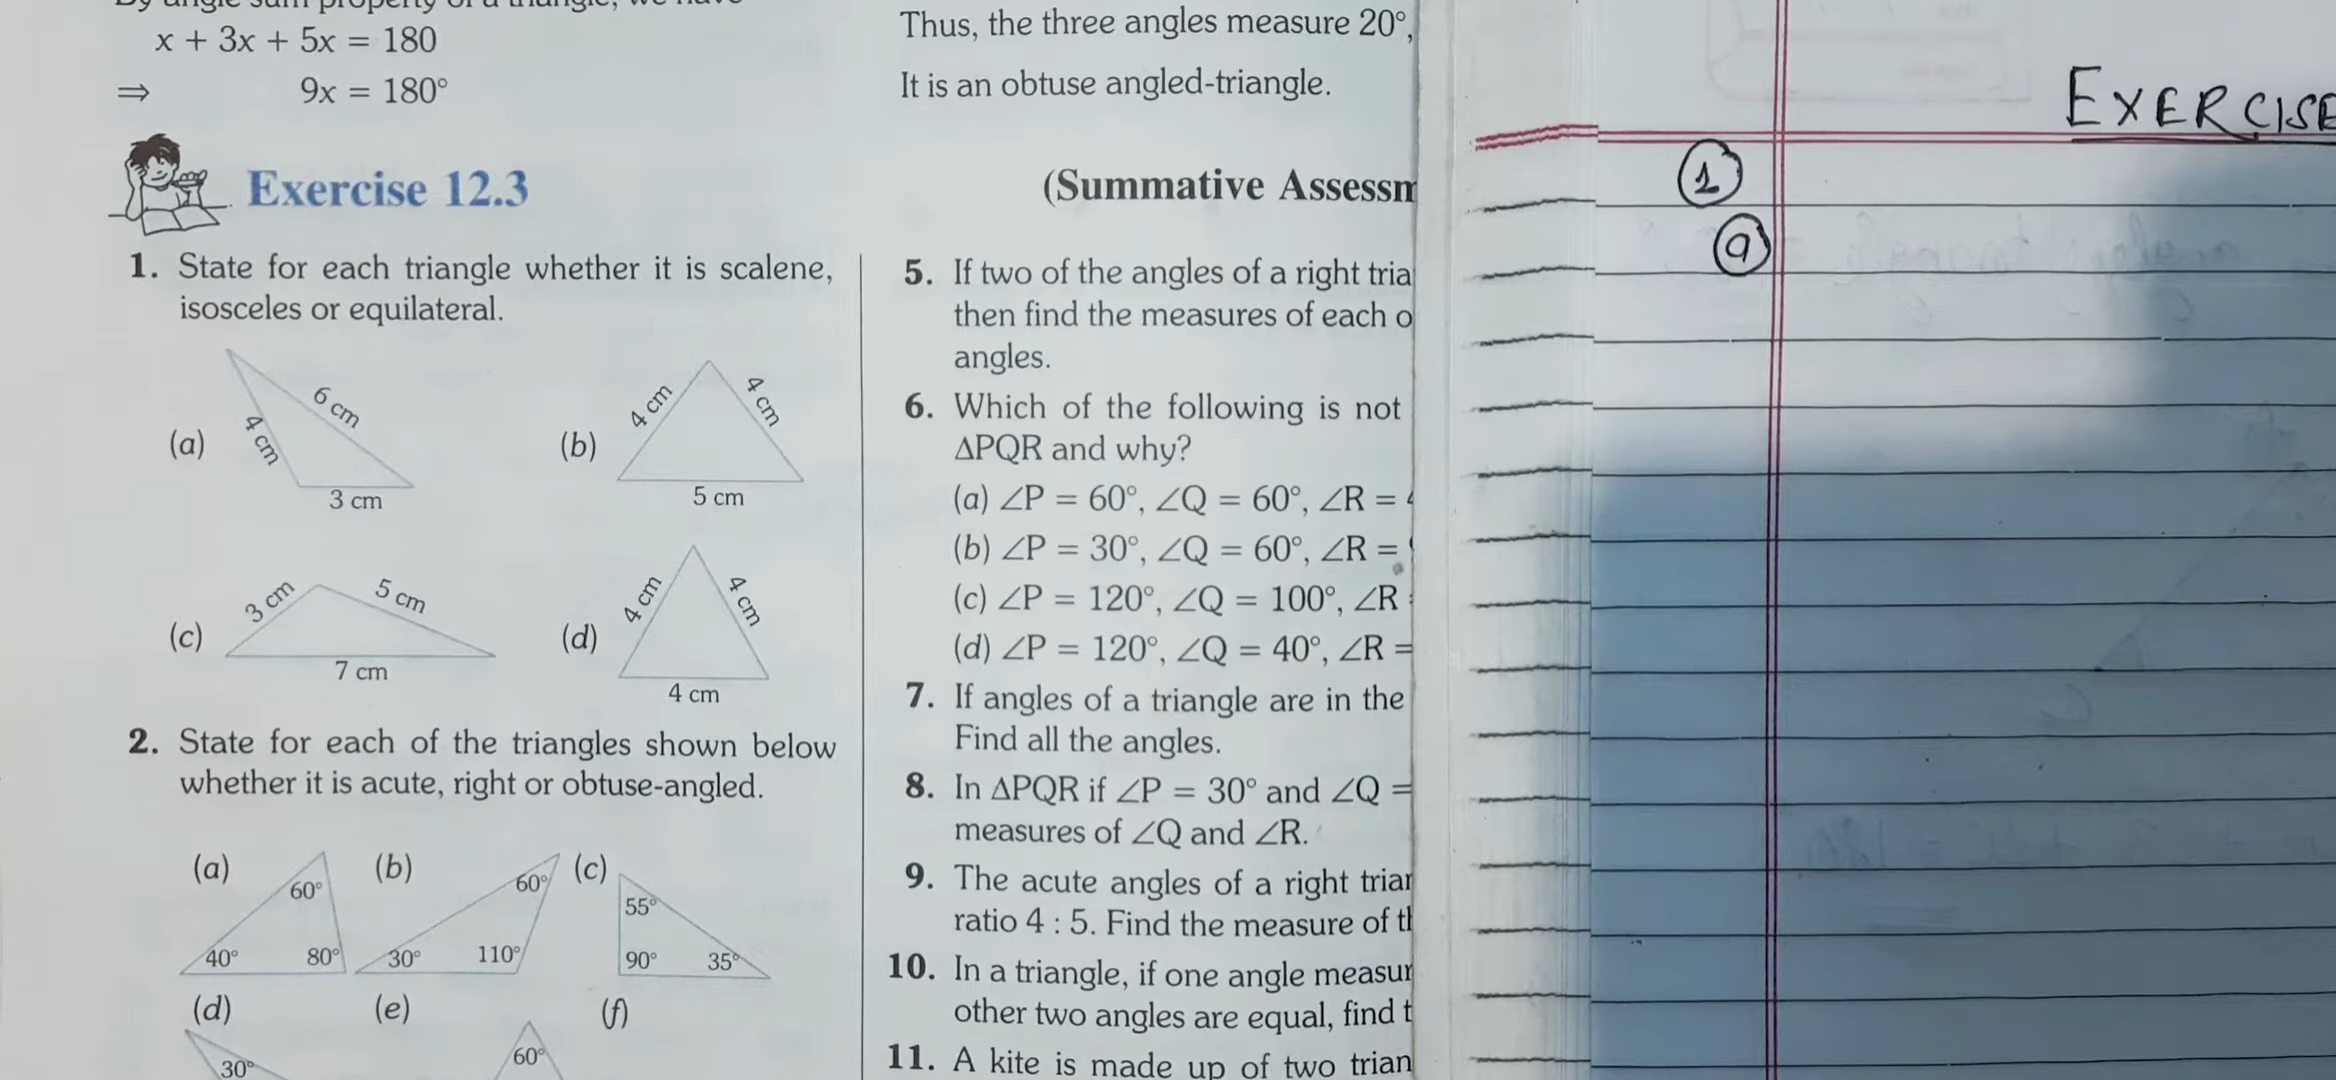 x + 3x + 5x = 180
⇒ 9x = 180°
Thus, the three angles measure 20°,
It is an obtuse angled-triangle.
Exercise 12.3
(Summative
1. State for each triangle whether it is scalene,
isosceles or equilateral.
(a) 4 cm 6 cm 3 cm
(b) 4 cm 4 cm 5 cm
(c) 3 cm 5 cm 7 cm
(d) 4 cm 4 cm 4 cm
2. State for each of the triangles shown below
whether it is acute, right or obtuse-angled.
(a) 60° 40° 80°
(b) 60° 30° 110°
(c) 55° 90° 35°
(d) 30°
(e) 60°
(f)
5. If two of the angles of a right
then find the measures of each
angles.
6. Which of the following is not
ΔPQR and why?
(a) ∠P = 60°, ∠Q = 60°, ∠R =
(b) ∠P = 30°, ∠Q = 60°, ∠R =
(c) ∠P = 120°, ∠Q = 100°, ∠R
(d) ∠P = 120°, ∠Q = 40°, ∠R =
7. If angles of a triangle are in the
Find all the angles.
8. In ΔPQR if ∠P = 30° and ∠Q =
measures of ∠Q and ∠R.
9. The acute angles of a right
ratio 4 : 5. Find the measure of
10. In a triangle, if one angle
other two angles are equal, find
11. A kite is made up of two
EXERCISE
1
a